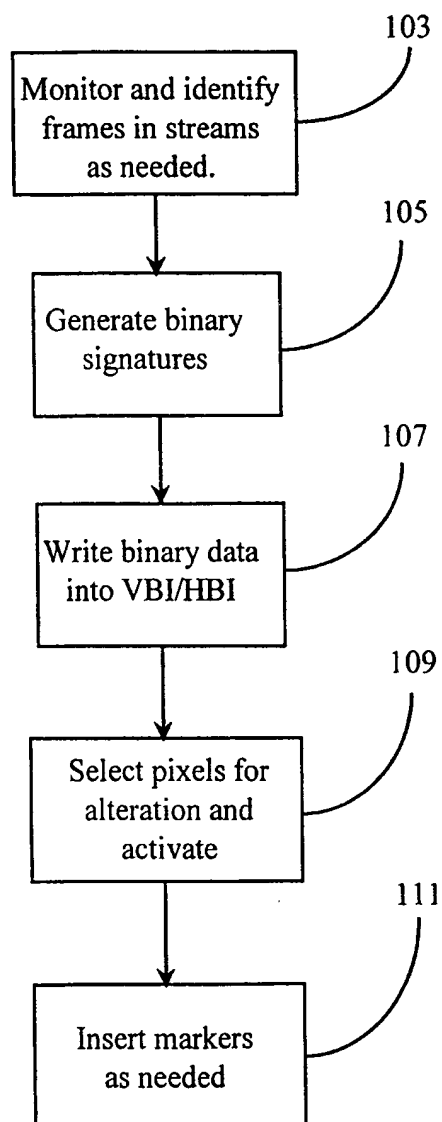 103
Monitor and identify
frames in streams
as needed.
105
Generate binary
signatures
107
Write binary data
into VBI/HBI
109
Select pixels for
alteration and
activate
111
Insert markers
as needed